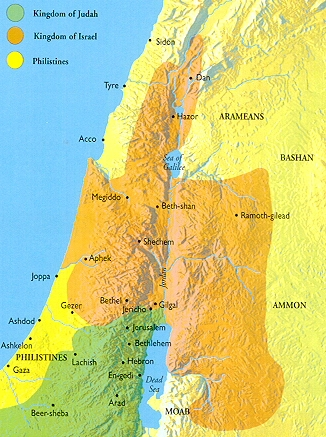 Kingdom of Judah
Kingdom of Israel
Philistines
Sidon
Dan
Tyre
Hazor
ARAMEANS
Acco
Sea of
Galilee
BASHAN
Megiddo
Beth-shan
Ramoth-gilead
Shechem
Aphek
Jordan
Joppa
Bethel
Gilgal
AMMON
Gezer
Jericho
Ashdod
Jerusalem
Ashkelon
Bethlehem
PHILISTINES
Lachish
Hebron
Gaza
En-gedi
Dead
Sea
Arad
Beer-sheba
MOAB